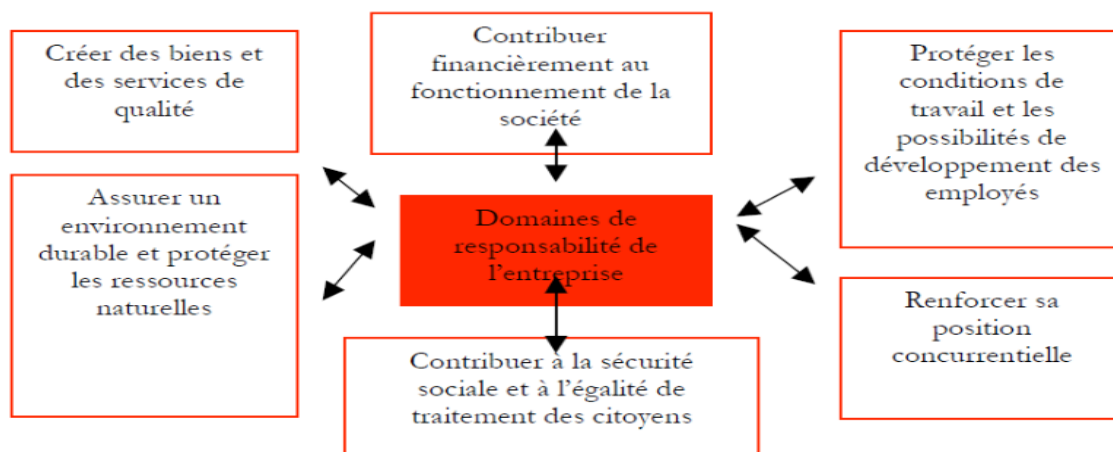 Créer des biens et
des services de
qualité
Contribuer
financièrement au
fonctionnement de la
société
Protéger les
conditions de
travail et les
possibilités de
développement des
employés
Assurer un
environnement
durable et protéger
les ressources
naturelles
Domaines de
responsabilité de
l'entreprise
Renforcer sa
position
concurrentielle
Contribuer à la sécurité
sociale et à l'égalité de
traitement des citoyens